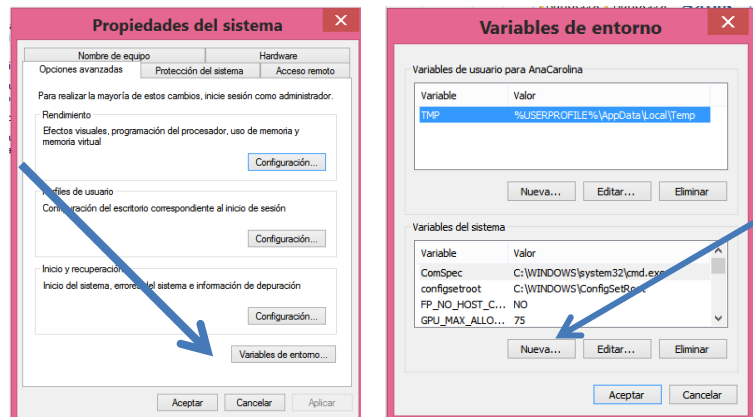 Propiedades del sistema
Nombre de equipo
Hardware
Opciones avanzadas
Protección del sistema
Acceso remoto
Para realizar la mayoría de estos cambios, inicie sesión como administrador.
Rendimiento
Efectos visuales, programación del procesador, uso de memoria y
memoria virtual
Configuración...
Perfiles de usuario
Configuración del escritorio correspondiente al inicio de sesión
Configuración...
Inicio y recuperación
Inicio del sistema, errores del sistema e información de depuración
Configuración...
Variables de entorno...
Aceptar
Cancelar
Aplicar
Variables de entorno
Variables de usuario para AnaCarolina
Variable Valor
TMP %USERPROFILE%\AppData\Local\Temp
Nueva... Editar... Eliminar
Variables del sistema
Variable Valor
ComSpec C:\WINDOWS\system32\cmd.exe
configsetroot C:\WINDOWS\ConfigSetRoot
FP_NO_HOST_C... NO
GPU_MAX_ALLO... 75
Nueva... Editar... Eliminar
Aceptar Cancelar